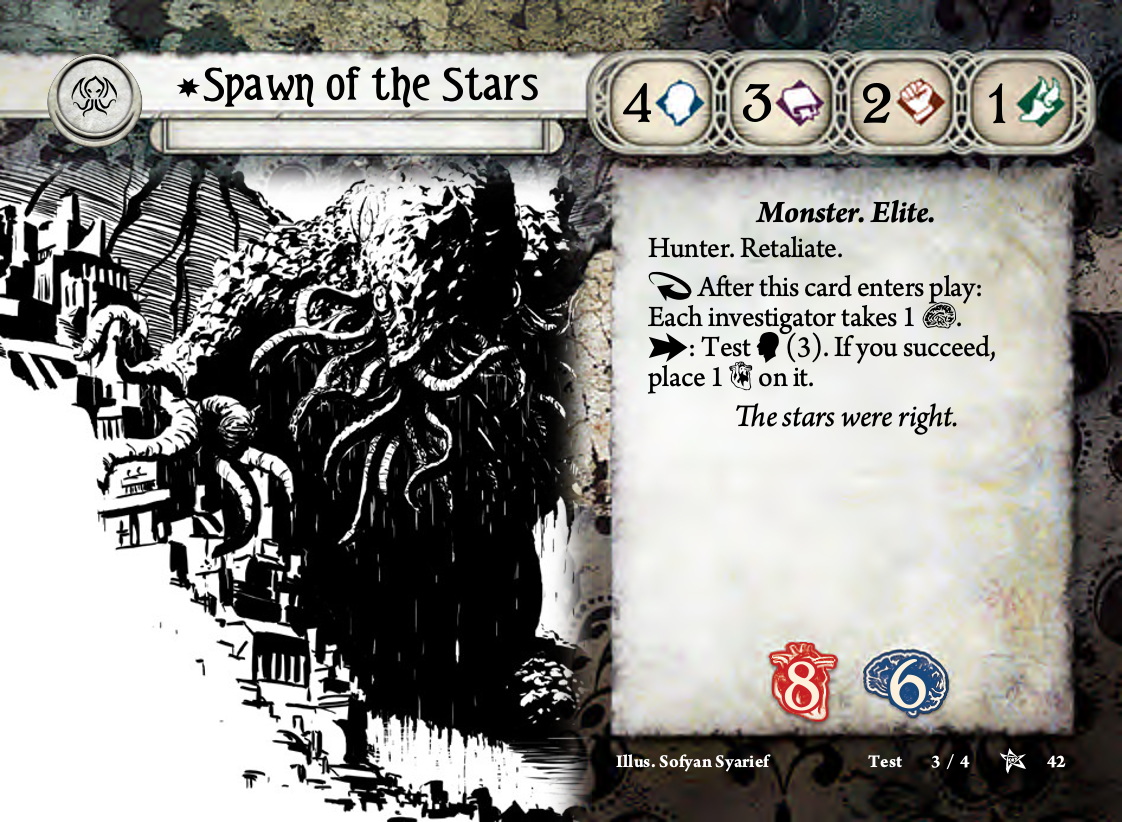 Spawn of the Stars
4 3 2 1
Monster. Elite.
Hunter. Retaliate.
After this card enters play:
Each investigator takes 1 .
: Test (3). If you succeed,
place 1 on it.
The stars were right.
8 6
Illus. Sofyan Syarief Test 3 / 4 42